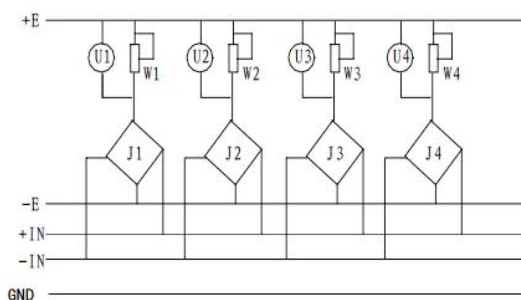 +E
U1 W1 U2 W2 U3 W3 U4 W4
J1 J2 J3 J4
-E
+IN
-IN
GND